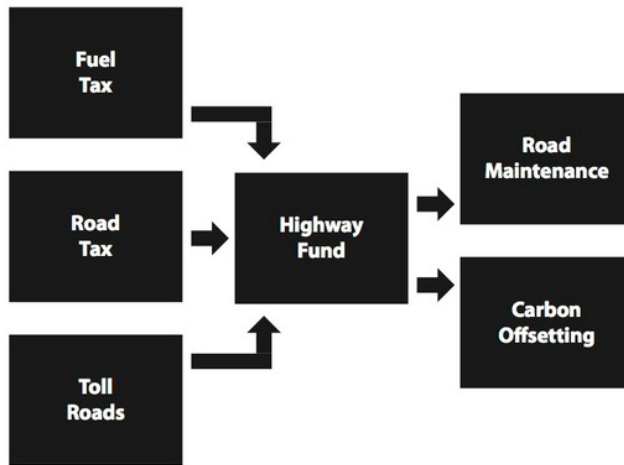 Fuel
Tax
Road
Tax
Toll
Roads
Highway
Fund
Road
Maintenance
Carbon
Offsetting